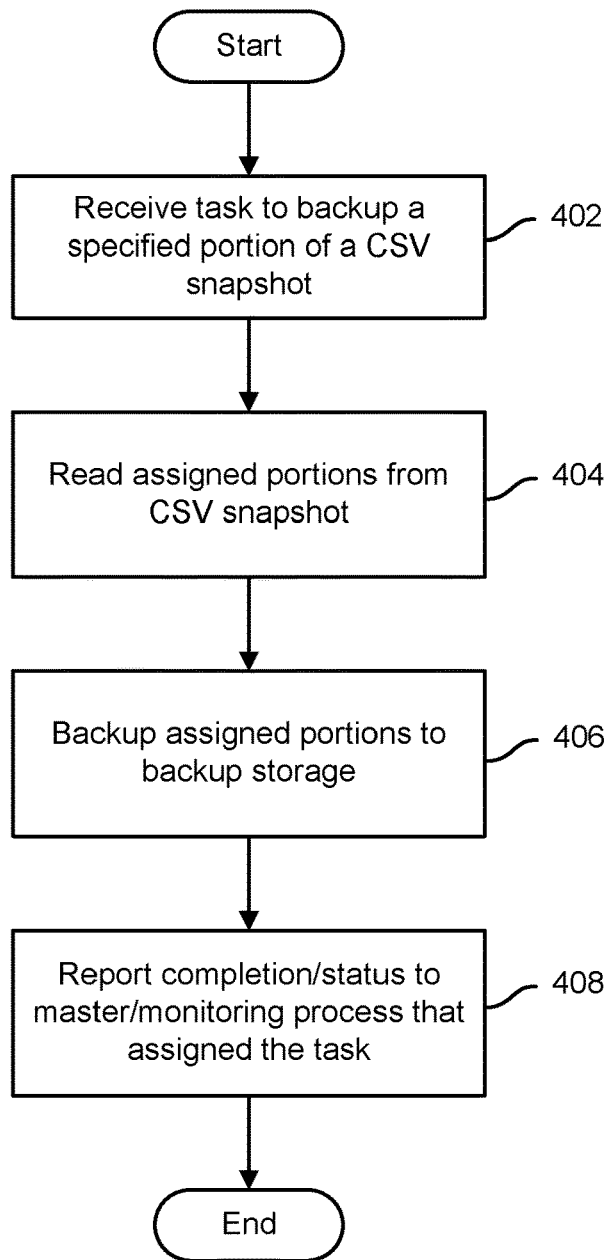 Start
Receive task to backup a
specified portion of a CSV
snapshot
402
Read assigned portions from
CSV snapshot
404
Backup assigned portions to
backup storage
406
Report completion/status to
master/monitoring process that
assigned the task
408
End